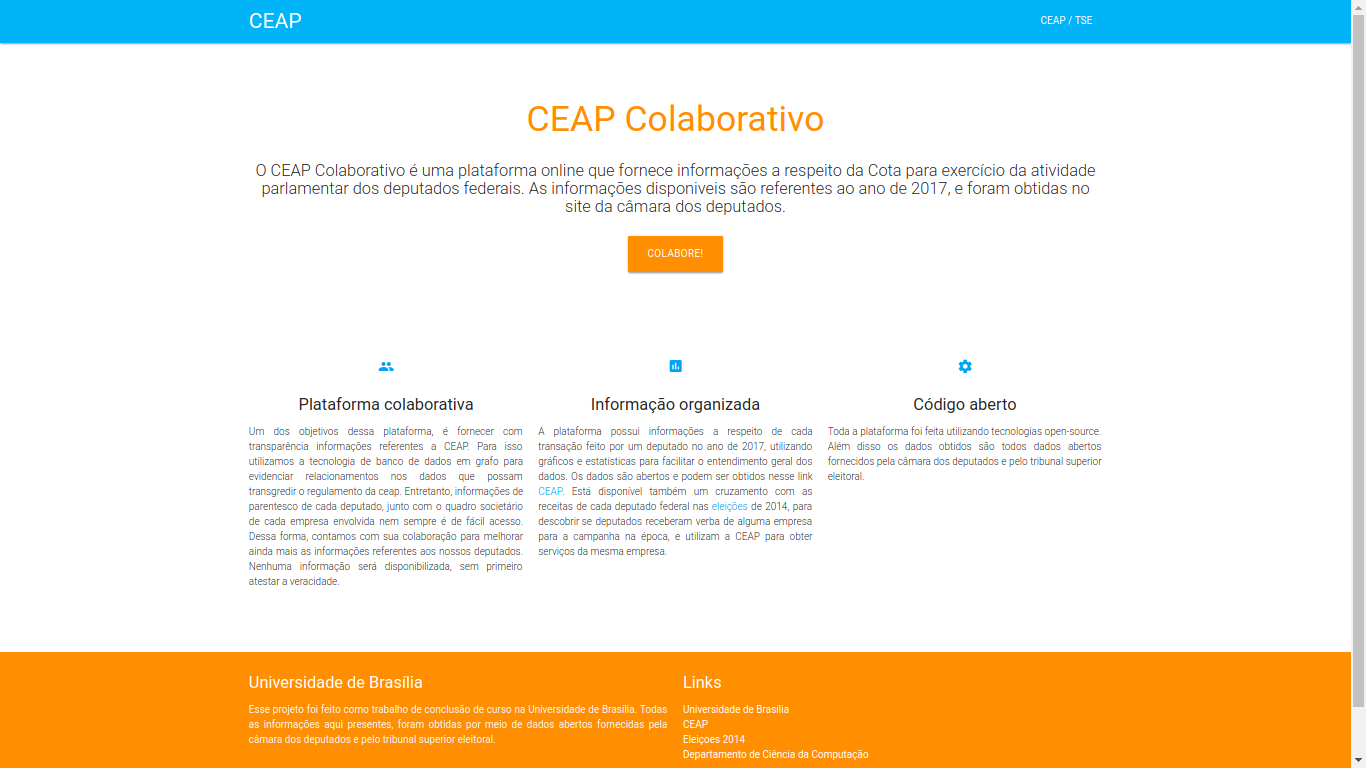 CEAP
CEAP / TSE
CEAP Colaborativo
O CEAP Colaborativo é uma plataforma online que fornece informações a respeito da Cota para exercício da atividade
parlamentar dos deputados federais. As informações disponiveis são referentes ao ano de 2017, e foram obtidas no
site da câmara dos deputados.
COLABORE!
Plataforma colaborativa
Um dos objetivos dessa plataforma, é fornecer com
transparência informações referentes a CEAP. Para isso
utilizamos a tecnologia de banco de dados em grafo para
evidenciar relacionamentos nos dados que possam
transgredir o regulamento da ceap. Entretanto, informações de
parentesco de cada deputado, junto com o quadro societário
de cada empresa envolvida nem sempre é de fácil acesso.
Dessa forma, contamos com sua colaboração para melhorar
ainda mais as informações referentes aos nossos deputados.
Nenhuma informação será disponibilizada, sem primeiro
atestar a veracidade.
Informação organizada
A plataforma possui informações a respeito de cada
transação feito por um deputado no ano de 2017, utilizando
gráficos e estatísticas para facilitar o entendimento geral dos
dados. Os dados são abertos e podem ser obtidos nesse link
CEAP. Está disponível também um cruzamento com as
receitas de cada deputado federal nas eleições de 2014, para
descobrir se deputados receberam verba de alguma empresa
para a campanha na época, e utilizam a CEAP para obter
serviços da mesma empresa.
Código aberto
Toda a plataforma foi feita utilizando tecnologias open-source.
Além disso os dados obtidos são todos dados abertos
fornecidos pela câmara dos deputados e pelo tribunal superior
eleitoral.
Universidade de Brasília
Esse projeto foi feito como trabalho de conclusão de curso na Universidade de Brasília. Todas
as informações aqui presentes, foram obtidas por meio de dados abertos fornecidas pela
câmara dos deputados e pelo tribunal superior eleitoral.
Links
Universidade de Brasília
CEAP
Eleiçoes 2014
Departamento de Ciência da Computação